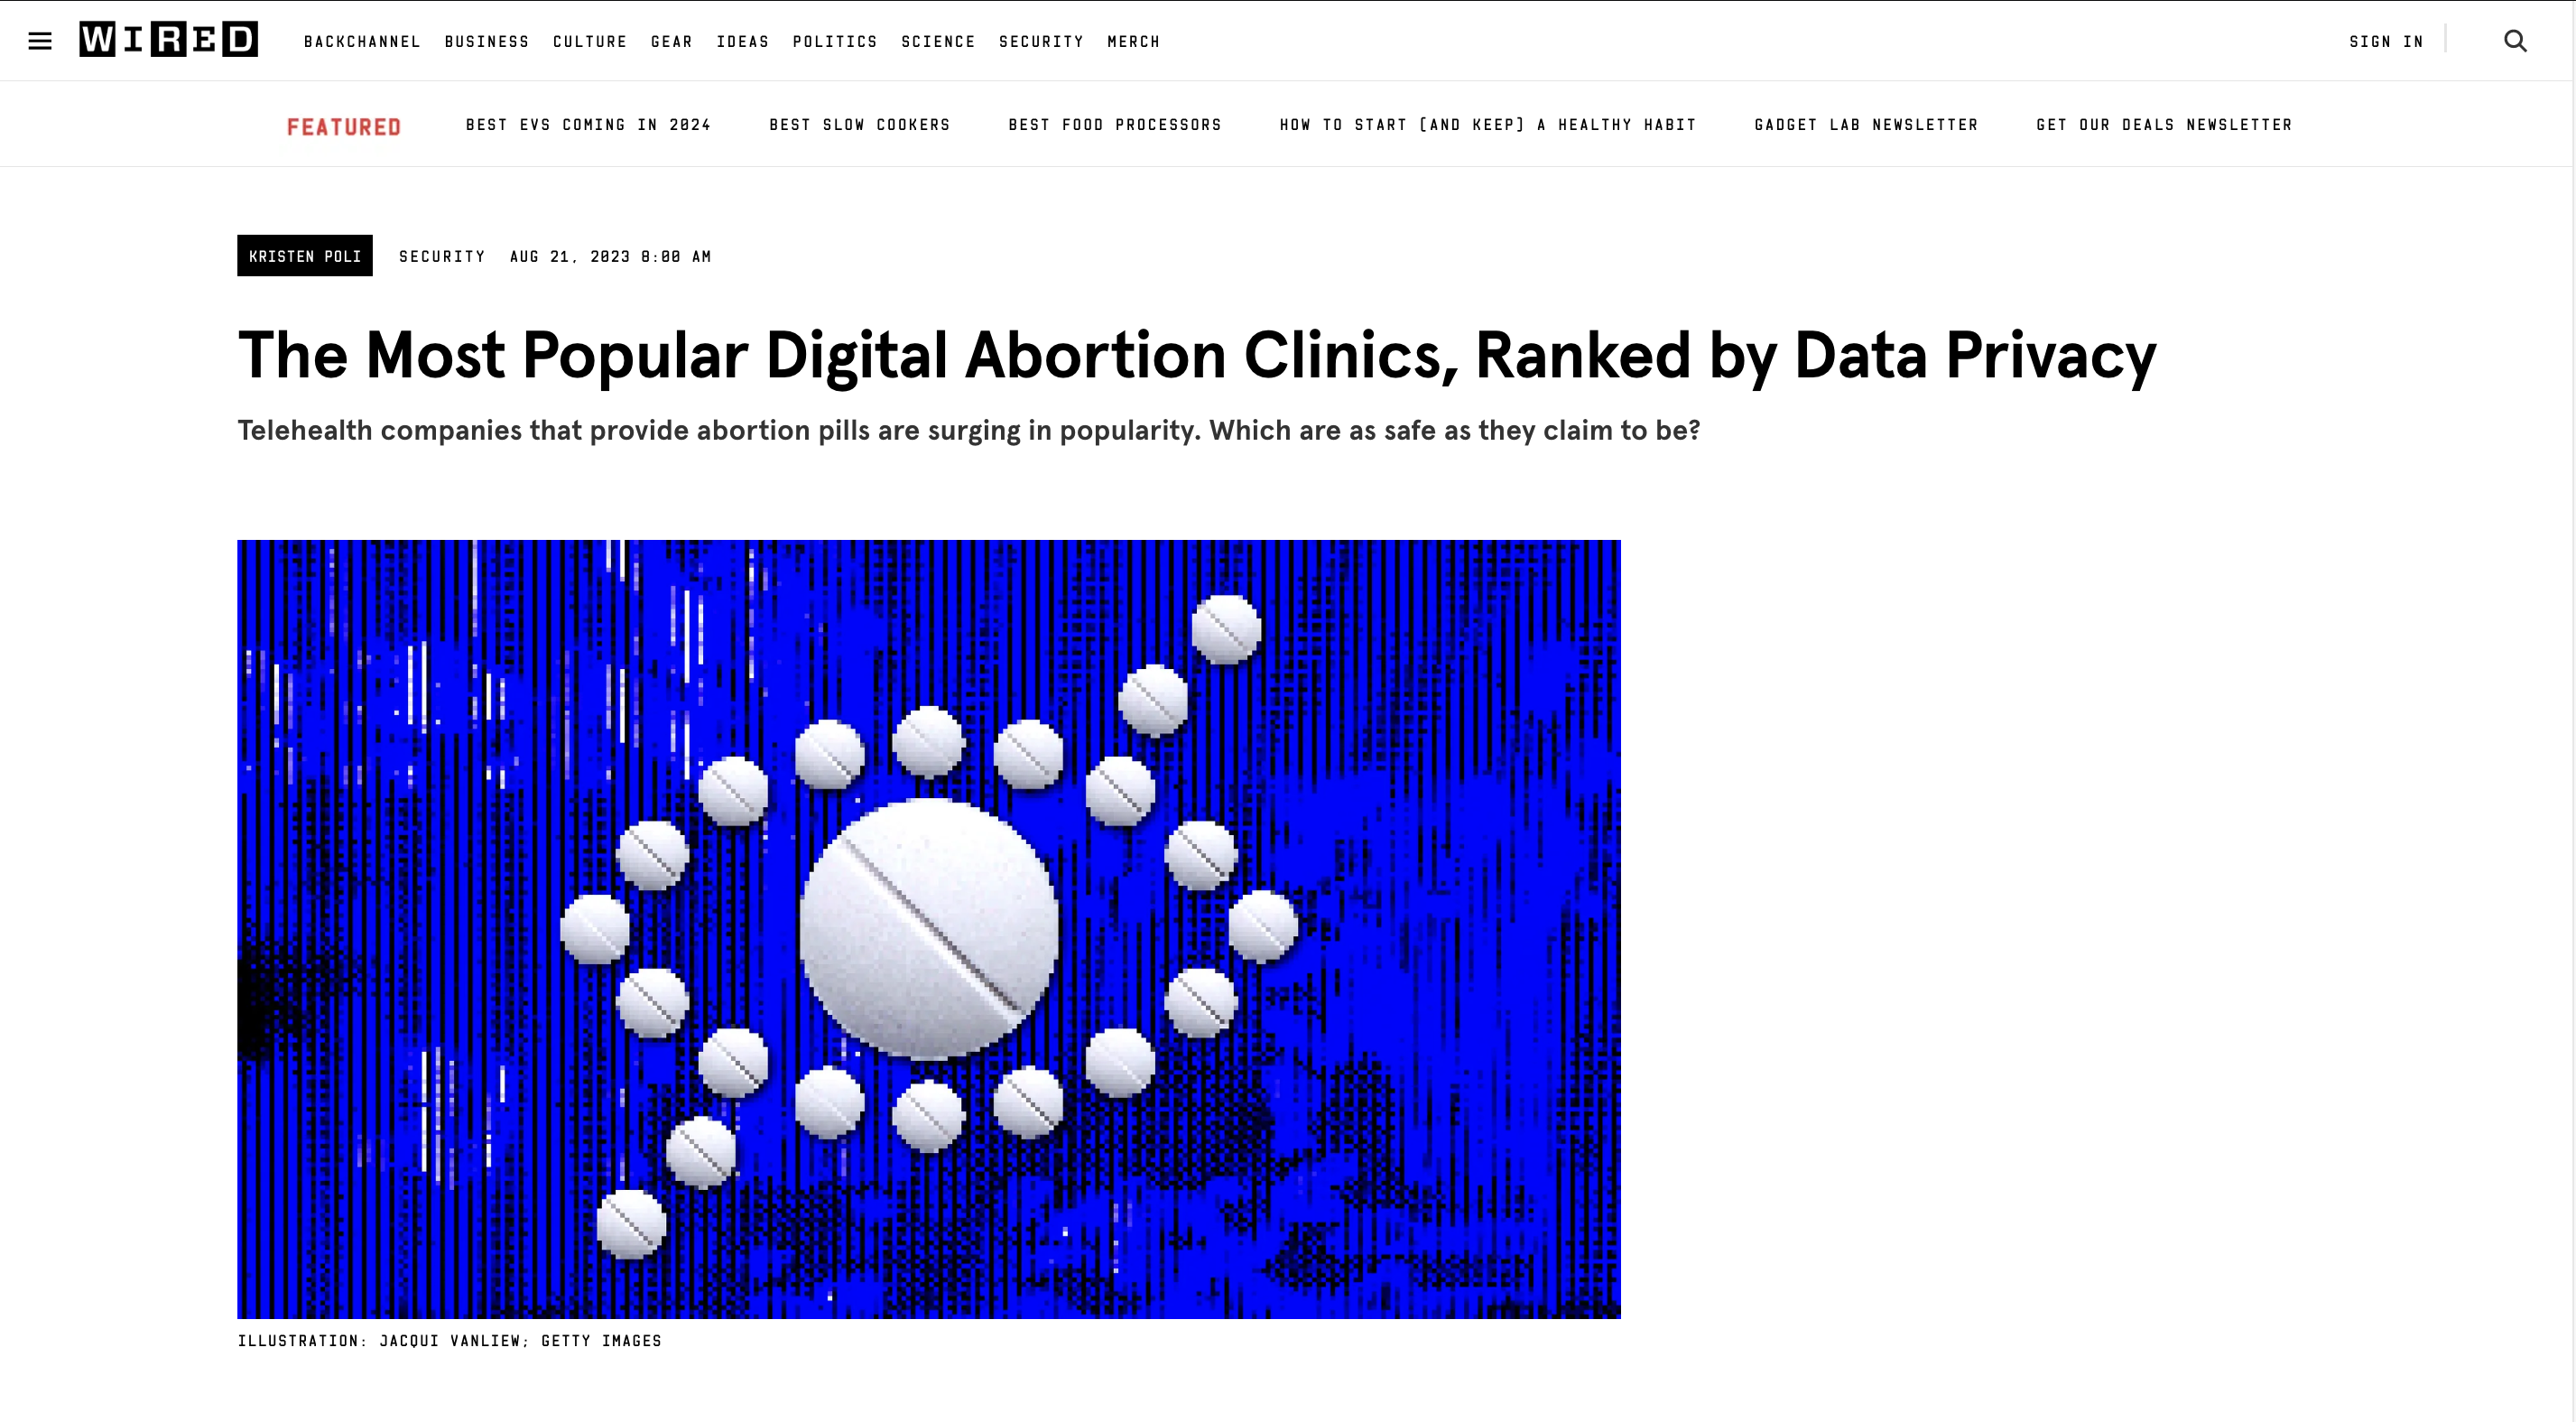 WIRED
BACKCHANNEL BUSINESS CULTURE GEAR IDEAS POLITICS SCIENCE SECURITY MERCH
SIGN IN
FEATURED
BEST EVS COMING IN 2024
BEST SLOW COOKERS
BEST FOOD PROCESSORS
HOW TO START (AND KEEP) A HEALTHY HABIT
GADGET LAB NEWSLETTER
GET OUR DEALS NEWSLETTER
KRISTEN POLI
SECURITY
AUG 21, 2023 8:00 AM
The Most Popular Digital Abortion Clinics, Ranked by Data Privacy
Telehealth companies that provide abortion pills are surging in popularity. Which are as safe as they claim to be?
ILLUSTRATION: JACQUI VANLIEW; GETTY IMAGES